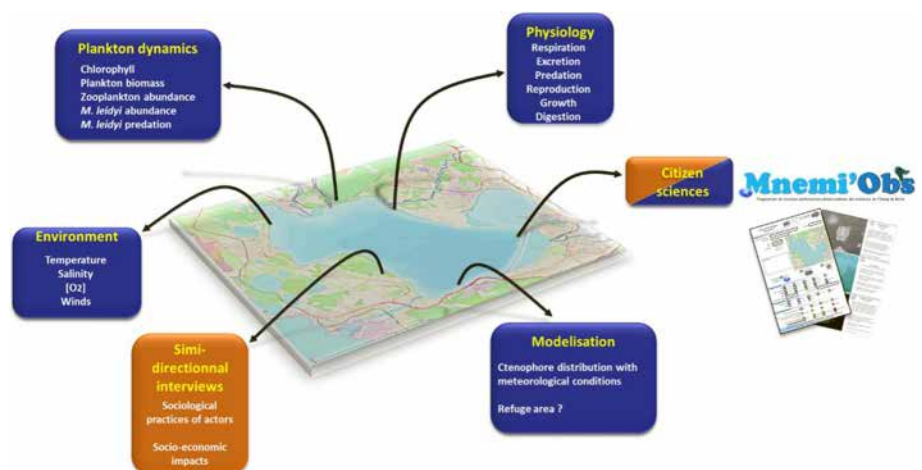 Plankton dynamics
Chlorophyll
Plankton biomass
Zooplankton abundance
M. leidyi abundance
M. leidyi predation
Physiology
Respiration
Excretion
Predation
Reproduction
Growth
Digestion
Citizen
sciences
Mnemi'Obs
Environment
Temperature
Salinity
[O2]
Winds
Simi-
directionnal
interviews
Sociological
practices of actors
Socio-economic
impacts
Modelisation
Ctenophore distribution with
meteorological conditions
Refuge area ?